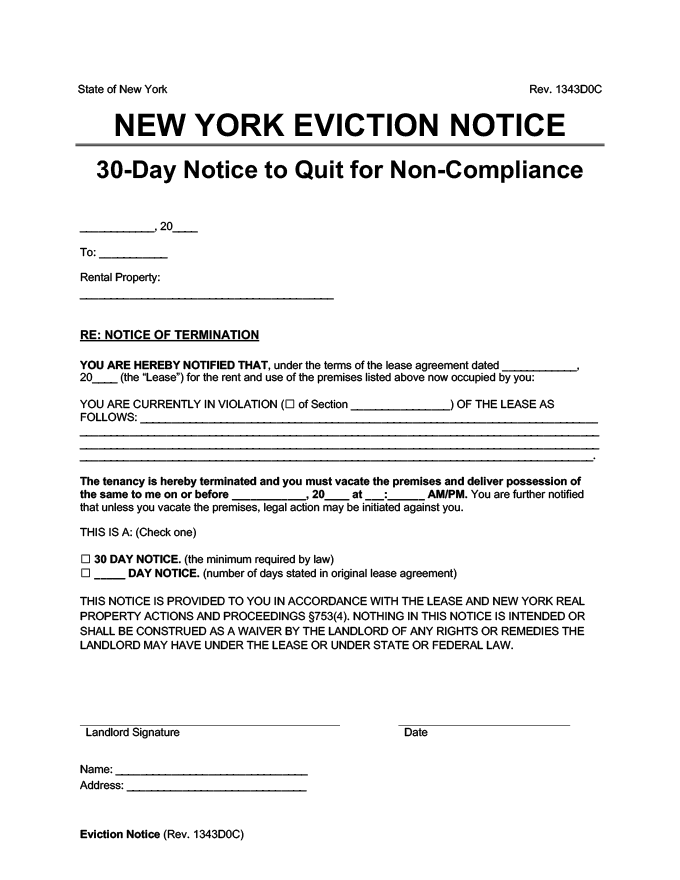 State of New York Rev. 1343D0C
NEW YORK EVICTION NOTICE
30-Day Notice to Quit for Non-Compliance
____________, 20____
To: ___________
Rental Property:
_________________________________________
RE: NOTICE OF TERMINATION
YOU ARE HEREBY NOTIFIED THAT, under the terms of the lease agreement dated ____________,
20____ (the “Lease”) for the rent and use of the premises listed above now occupied by you:
YOU ARE CURRENTLY IN VIOLATION (☐ of Section ________________) OF THE LEASE AS
FOLLOWS: __________________________________________________________________________
____________________________________________________________________________________
____________________________________________________________________________________
___________________________________________________________________________________.
The tenancy is hereby terminated and you must vacate the premises and deliver possession of
the same to me on or before ____________, 20____ at ___:______ AM/PM. You are further notified
that unless you vacate the premises, legal action may be initiated against you.
THIS IS A: (Check one)
☐ 30 DAY NOTICE. (the minimum required by law)
☐ _____ DAY NOTICE. (number of days stated in original lease agreement)
THIS NOTICE IS PROVIDED TO YOU IN ACCORDANCE WITH THE LEASE AND NEW YORK REAL
PROPERTY ACTIONS AND PROCEEDINGS §753(4). NOTHING IN THIS NOTICE IS INTENDED OR
SHALL BE CONSTRUED AS A WAIVER BY THE LANDLORD OF ANY RIGHTS OR REMEDIES THE
LANDLORD MAY HAVE UNDER THE LEASE OR UNDER STATE OR FEDERAL LAW.
Landlord Signature Date
Name: _______________________________
Address: _____________________________
Eviction Notice (Rev. 1343D0C)